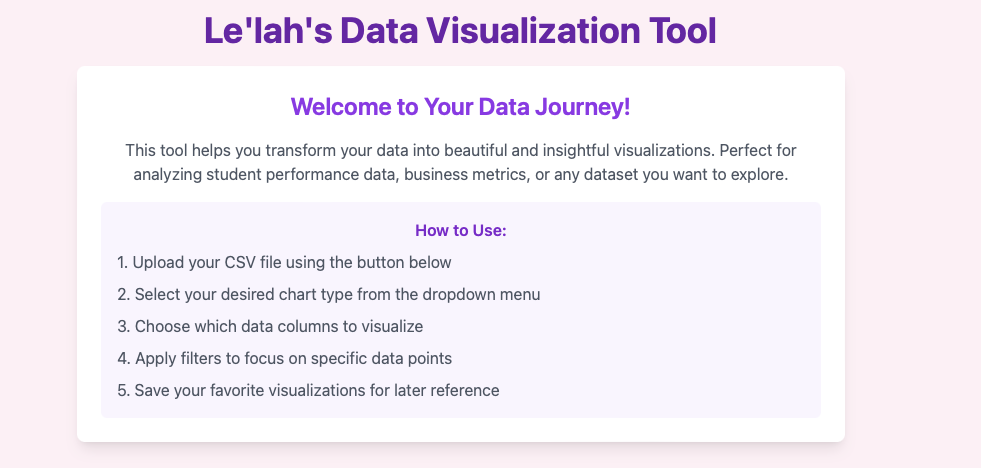 Le'lah's Data Visualization Tool
Welcome to Your Data Journey!
This tool helps you transform your data into beautiful and insightful visualizations. Perfect for
analyzing student performance data, business metrics, or any dataset you want to explore.
How to Use:
1. Upload your CSV file using the button below
2. Select your desired chart type from the dropdown menu
3. Choose which data columns to visualize
4. Apply filters to focus on specific data points
5. Save your favorite visualizations for later reference